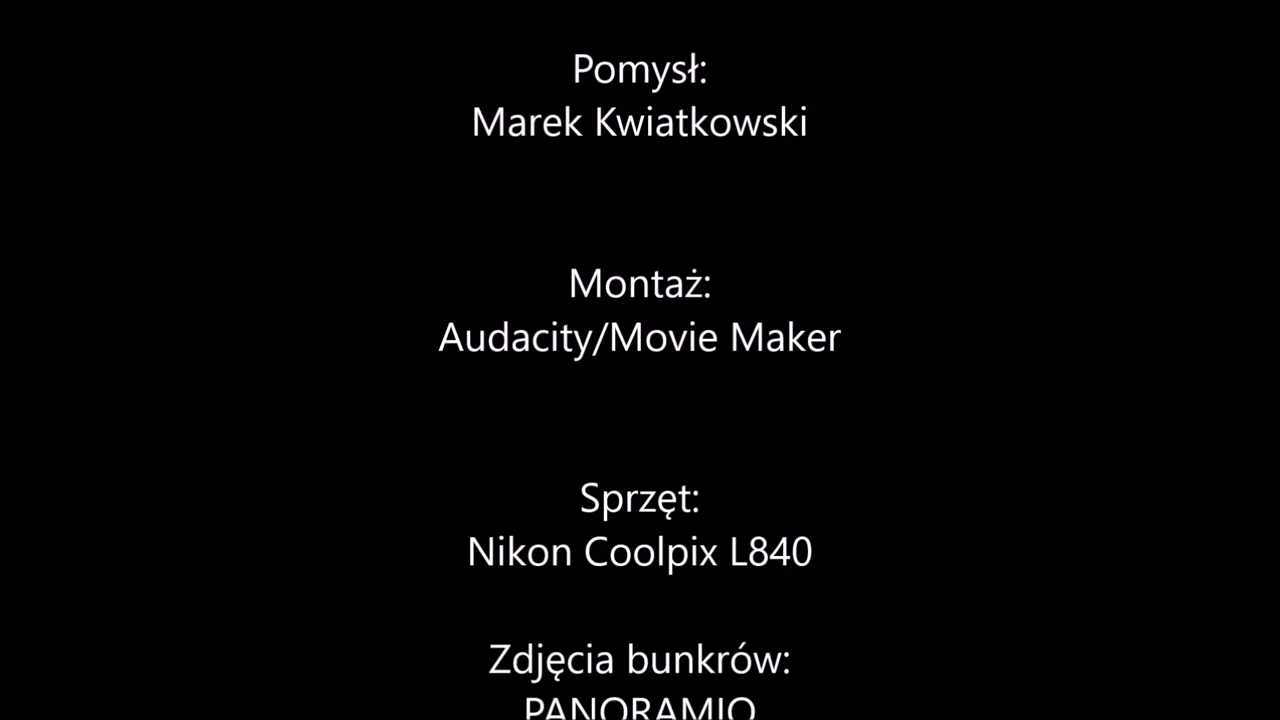 Pomysł:
Marek Kwiatkowski
Montaż:
Audacity/Movie Maker
Sprzęt:
Nikon Coolpix L840
Zdjęcia bunkrów:
PANORAMIO